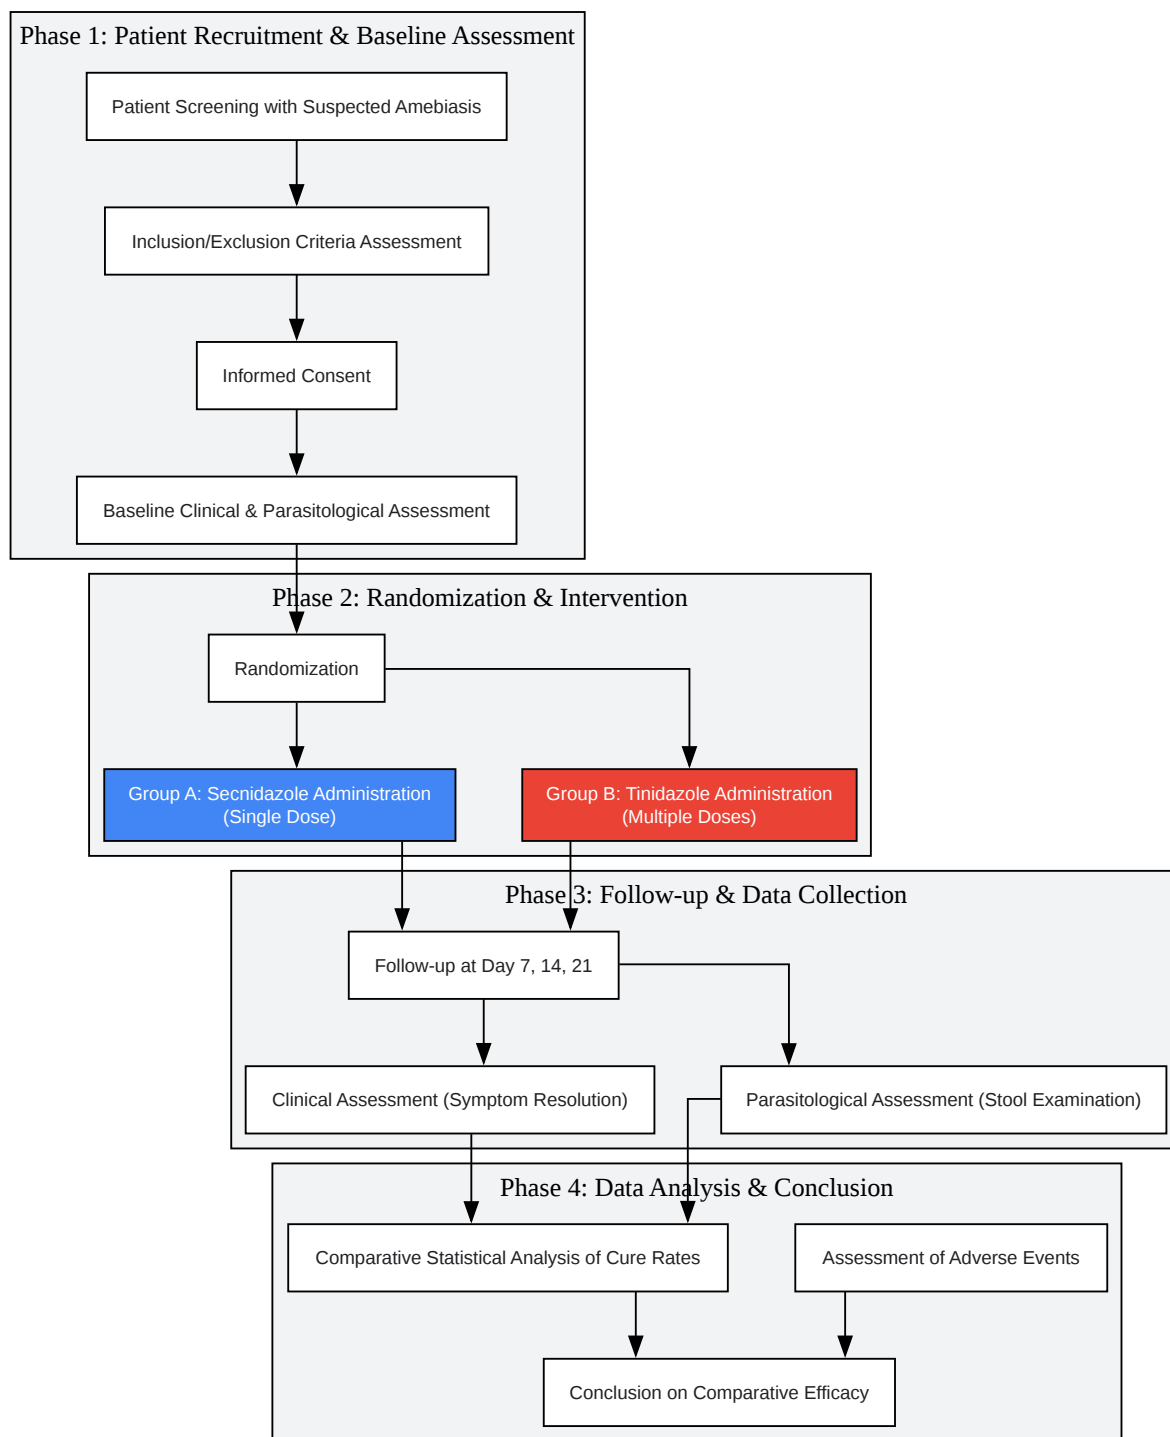 Phase 1: Patient Recruitment & Baseline Assessment
Patient Screening with Suspected Amebiasis
Inclusion/Exclusion Criteria Assessment
Informed Consent
Baseline Clinical & Parasitological Assessment
Phase 2: Randomization & Intervention
Randomization
Group A: Secnidazole Administration
(Single Dose)
Group B: Tinidazole Administration
(Multiple Doses)
Phase 3: Follow-up & Data Collection
Follow-up at Day 7, 14, 21
Clinical Assessment (Symptom Resolution)
Parasitological Assessment (Stool Examination)
Phase 4: Data Analysis & Conclusion
Comparative Statistical Analysis of Cure Rates
Assessment of Adverse Events
Conclusion on Comparative Efficacy